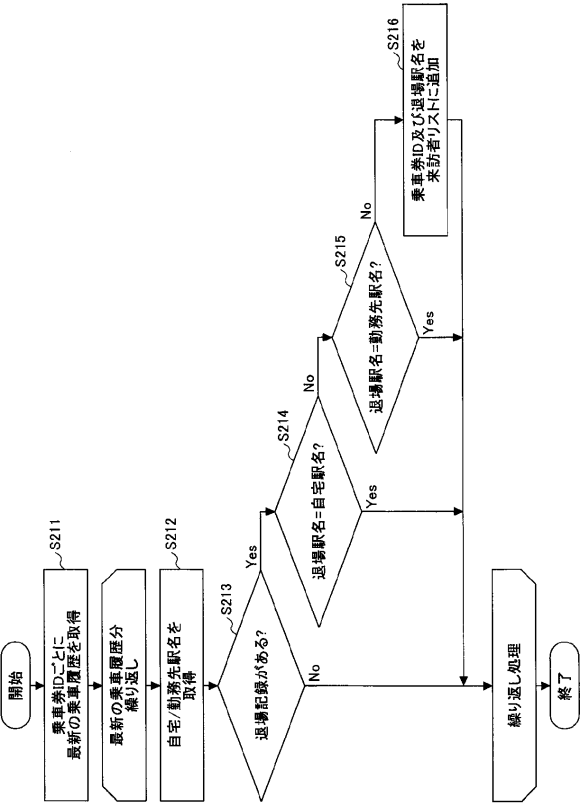 開始
S211
乗車券IDごとに
最新の乗車履歴を取得
最新の乗車履歴分
繰り返し
S212
自宅/勤務先駅名を
取得
S213
退場記録がある?
Yes
No
S214
退場駅名=自宅駅名?
No
Yes
S215
退場駅名=勤務先駅名?
No
Yes
S216
乗車券ID及び退場駅名を
来訪者リストに追加
繰り返し処理
終了